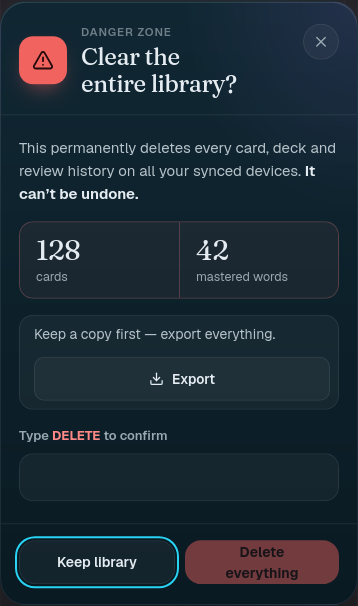 DANGER ZONE
Clear the
entire library?
This permanently deletes every card, deck and
review history on all your synced devices. It
can’t be undone.
128
cards
42
mastered words
Keep a copy first — export everything.
Export
Type DELETE to confirm
Keep library
Delete
everything